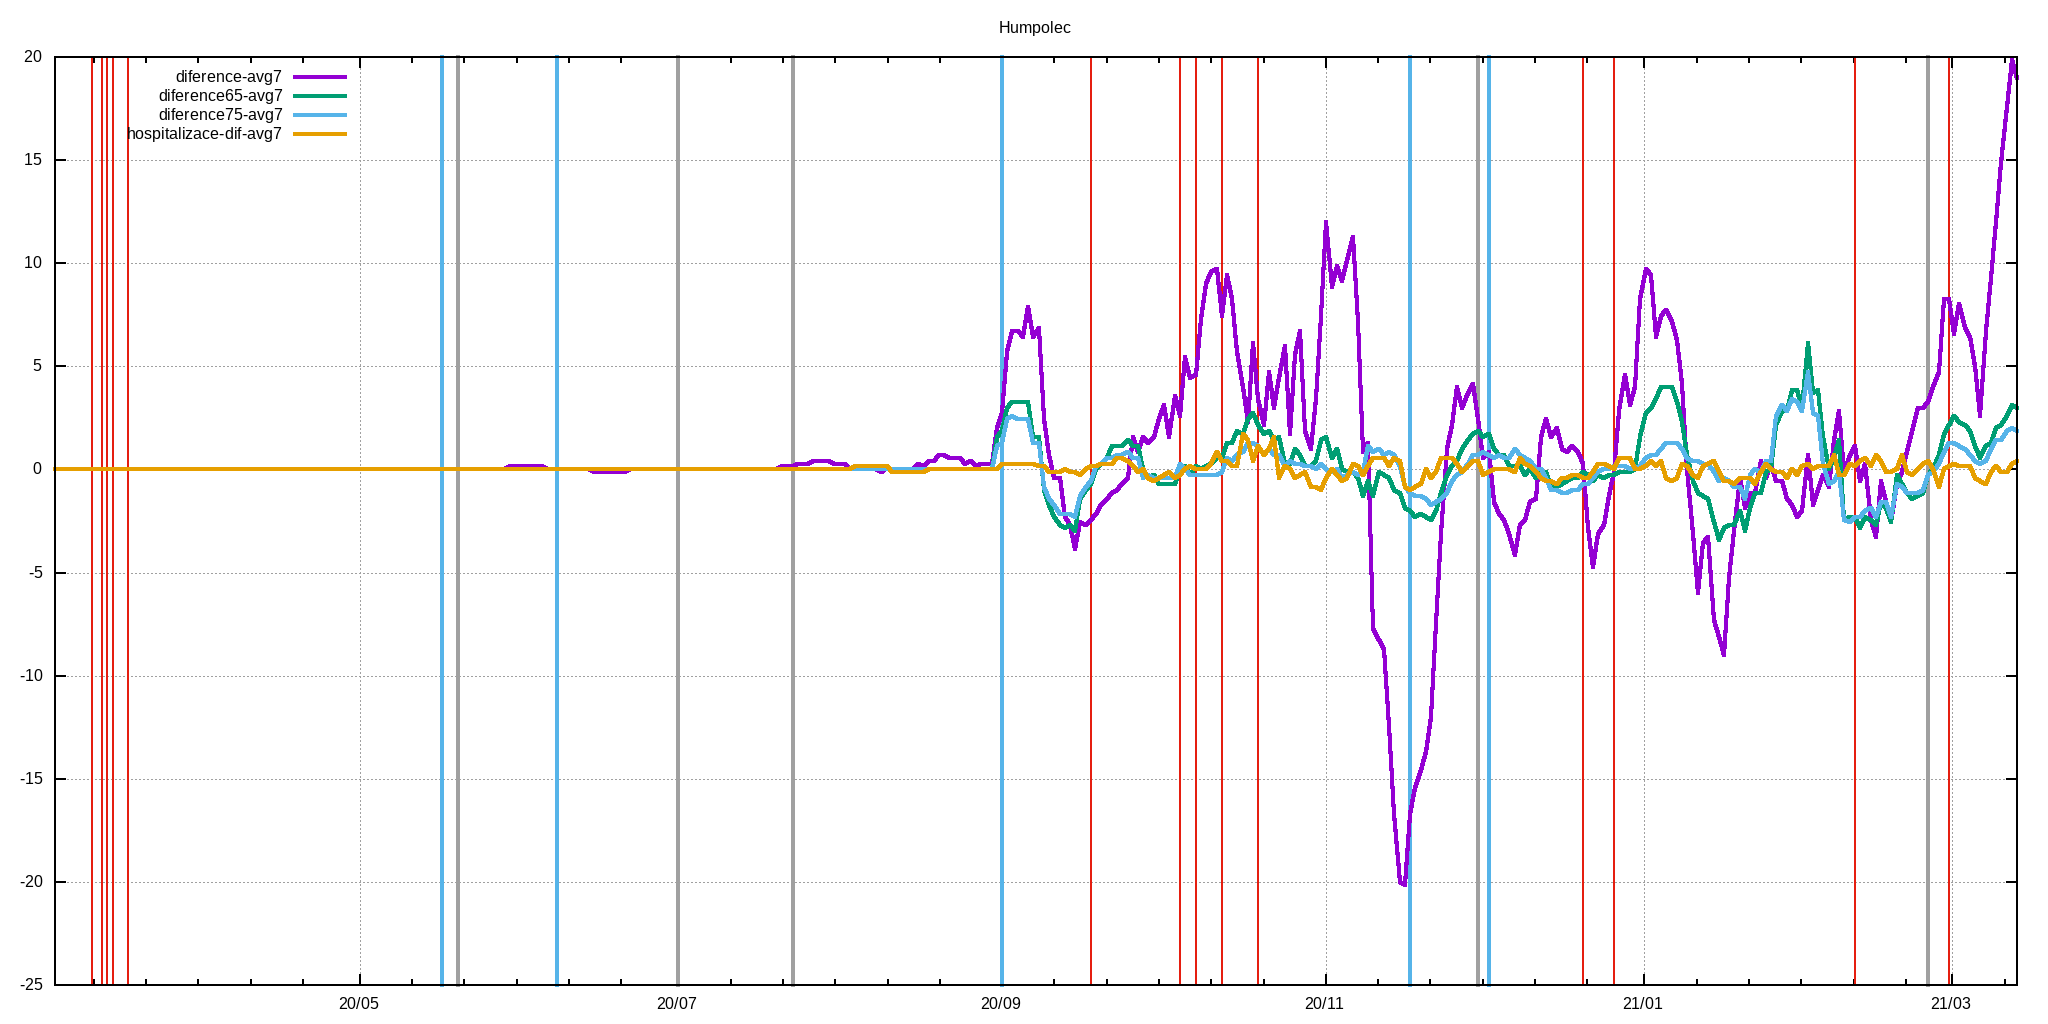 Humpolec
diference-avg7
diference65-avg7
diference75-avg7
hospitalizace-dif-avg7
20
15
10
5
0
-5
-10
-15
-20
-25
20/05 20/07 20/09 20/11 21/01 21/03